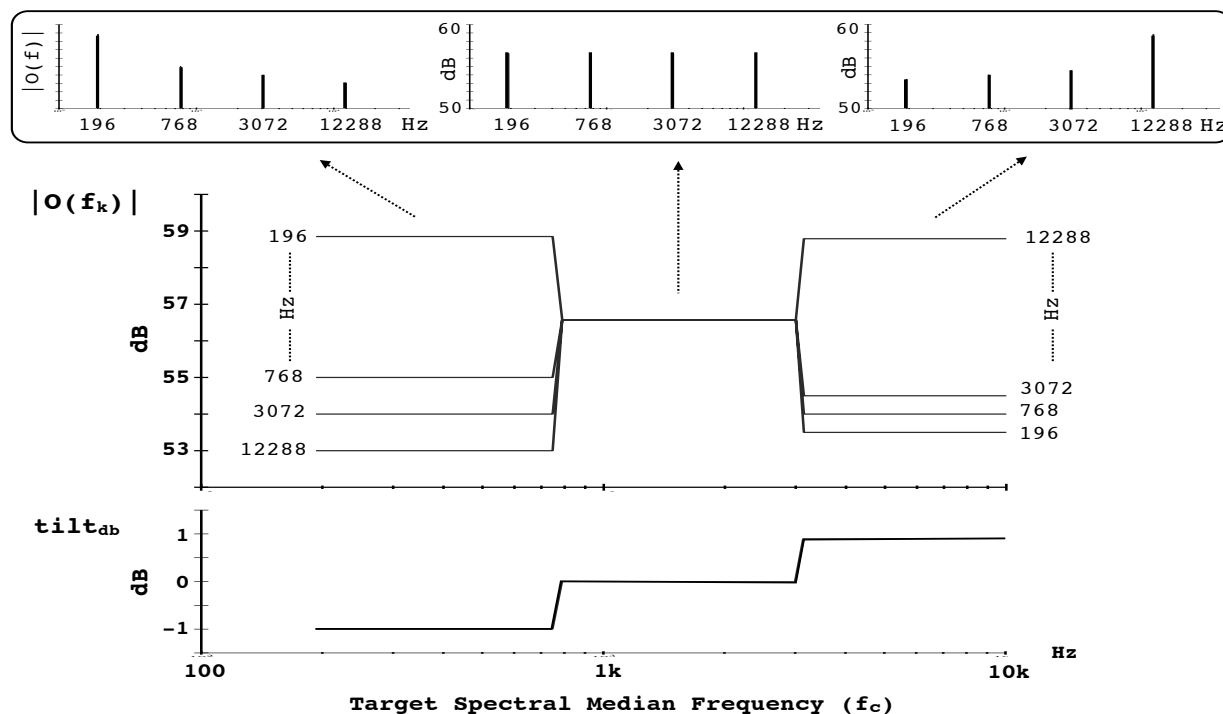 |O(f)|
196 768 3072 12288 Hz
60
dB
50
196 768 3072 12288 Hz
60
dB
50
196 768 3072 12288 Hz
|O(fk)|
59
57
55
53
dB
196
Hz
768
3072
12288
12288
Hz
3072
768
196
tiltdb
dB
1
0
-1
100 1k 10k
Hz
Target Spectral Median Frequency (fc)